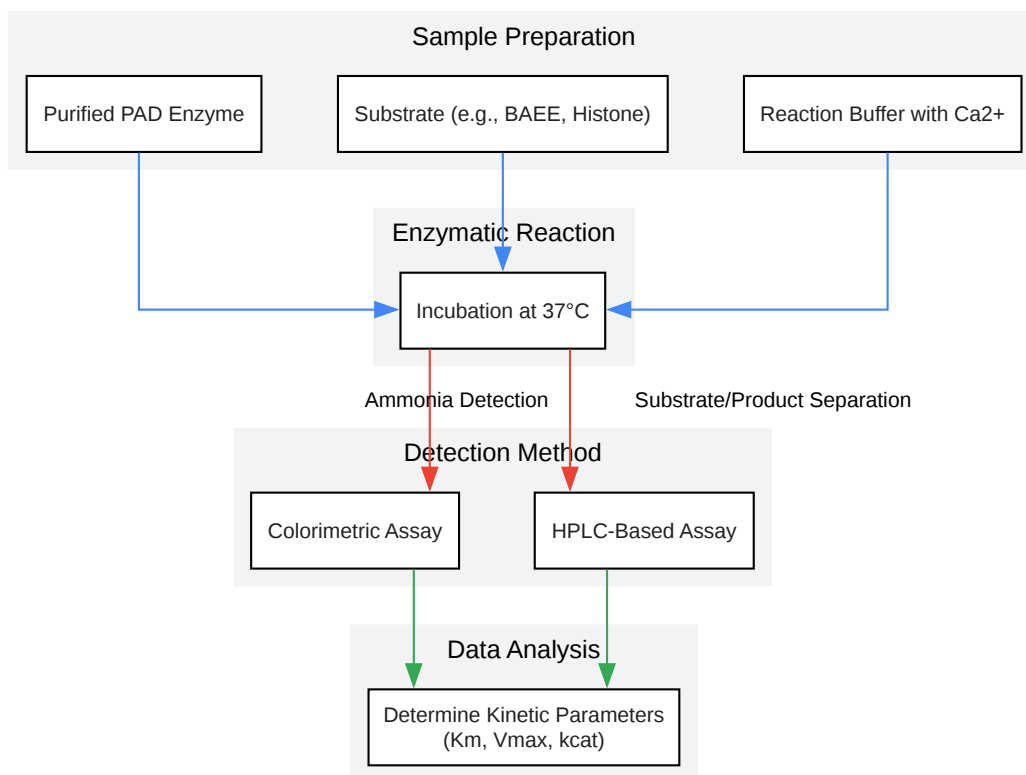 Sample Preparation
Purified PAD Enzyme
Substrate (e.g., BAEE, Histone)
Reaction Buffer with Ca2+
Enzymatic Reaction
Incubation at 37°C
Ammonia Detection
Substrate/Product Separation
Detection Method
Colorimetric Assay
HPLC-Based Assay
Data Analysis
Determine Kinetic Parameters
(Km, Vmax, kcat)